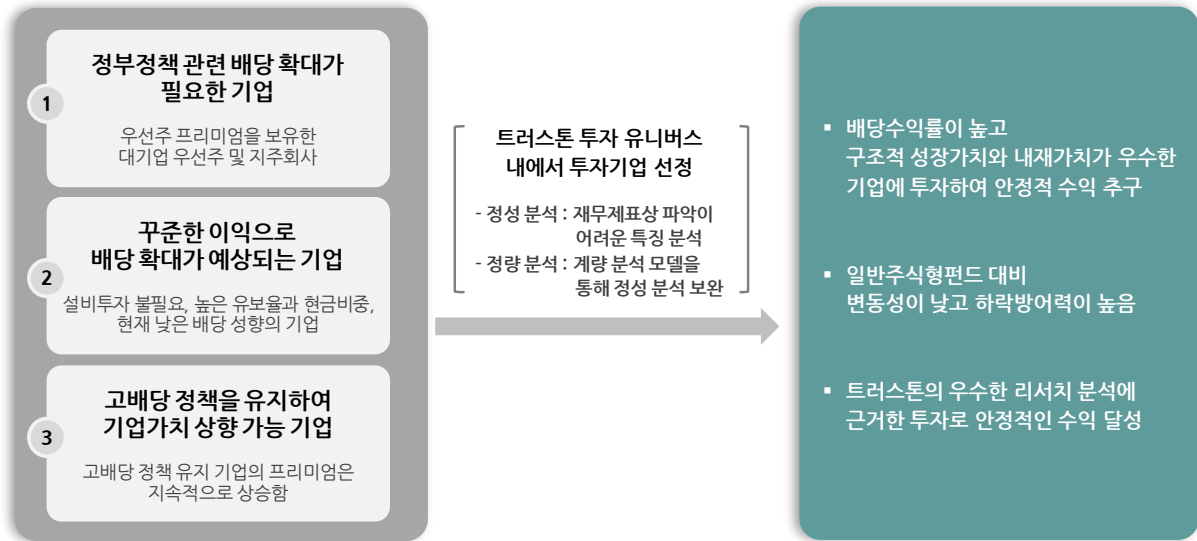 1
정부정책 관련 배당 확대가
필요한 기업
우선주 프리미엄을 보유한
대기업 우선주 및 지주회사
2
꾸준한 이익으로
배당 확대가 예상되는 기업
설비투자 불필요, 높은 유보율과 현금비중,
현재 낮은 배당 성향의 기업
3
고배당 정책을 유지하여
기업가치 상향 가능 기업
고배당 정책 유지 기업의 프리미엄은
지속적으로 상승함
트러스톤 투자 유니버스
내에서 투자기업 선정
- 정성 분석 : 재무제표상 파악이
어려운 특징 분석
- 정량 분석 : 계량 분석 모델을
통해 정성 분석 보완
▪ 배당수익률이 높고
구조적 성장가치와 내재가치가 우수한
기업에 투자하여 안정적 수익 추구
▪ 일반주식형펀드 대비
변동성이 낮고 하락방어력이 높음
▪ 트러스톤의 우수한 리서치 분석에
근거한 투자로 안정적인 수익 달성